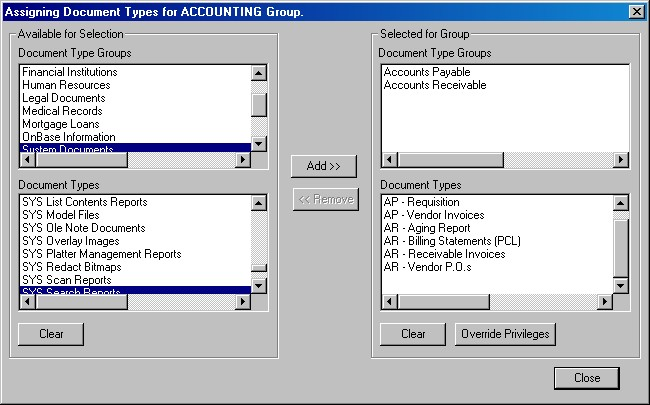 Assigning Document Types for ACCOUNTING Group.
Available for Selection
Document Type Groups
Financial Institutions
Human Resources
Legal Documents
Medical Records
Mortgage Loans
OnBase Information
System Documents
Document Types
SYS List Contents Reports
SYS Model Files
SYS Ole Note Documents
SYS Overlay Images
SYS Platter Management Reports
SYS Redact Bitmaps
SYS Scan Reports
SYS Search Reports
Clear
Add >>
<< Remove
Selected for Group
Document Type Groups
Accounts Payable
Accounts Receivable
Document Types
AP - Requisition
AP - Vendor Invoices
AR - Aging Report
AR - Billing Statements (PCL)
AR - Receivable Invoices
AR - Vendor P.O.s
Clear
Override Privileges
Close